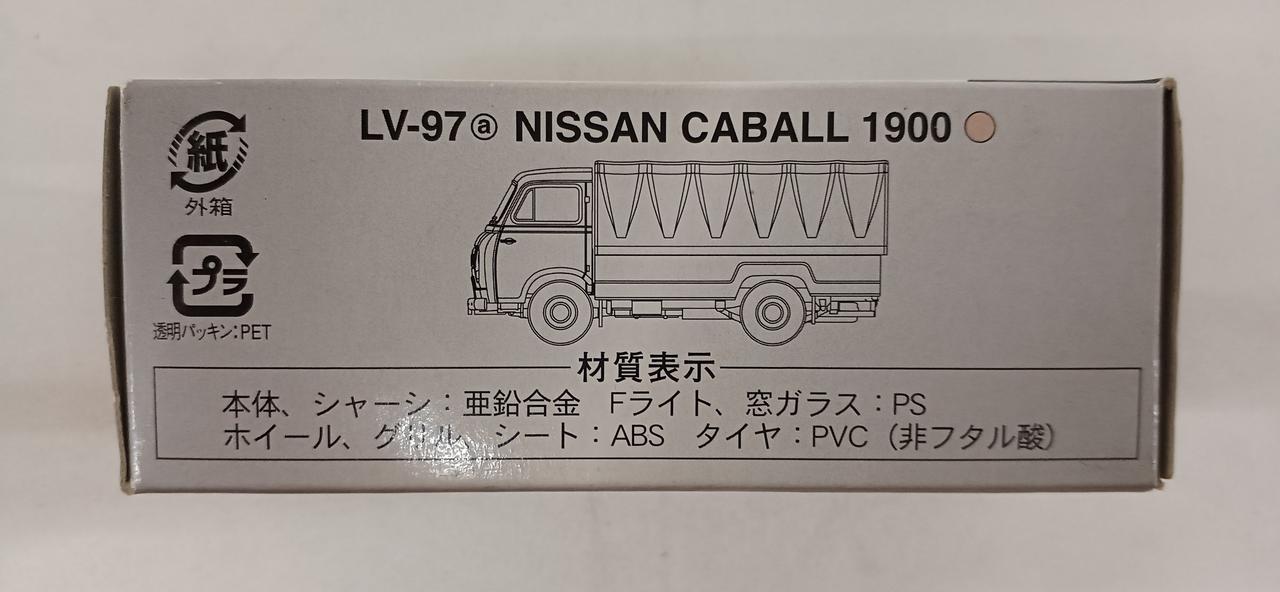 LV-97ⓐ NISSAN CABALL 1900
紙
外箱
プラ
透明パッキン:PET
材質表示
本体、シャーシ:亜鉛合金 Fライト、窓ガラス:PS
ホイール、グリル、シート:ABS タイヤ:PVC(非フタル酸)